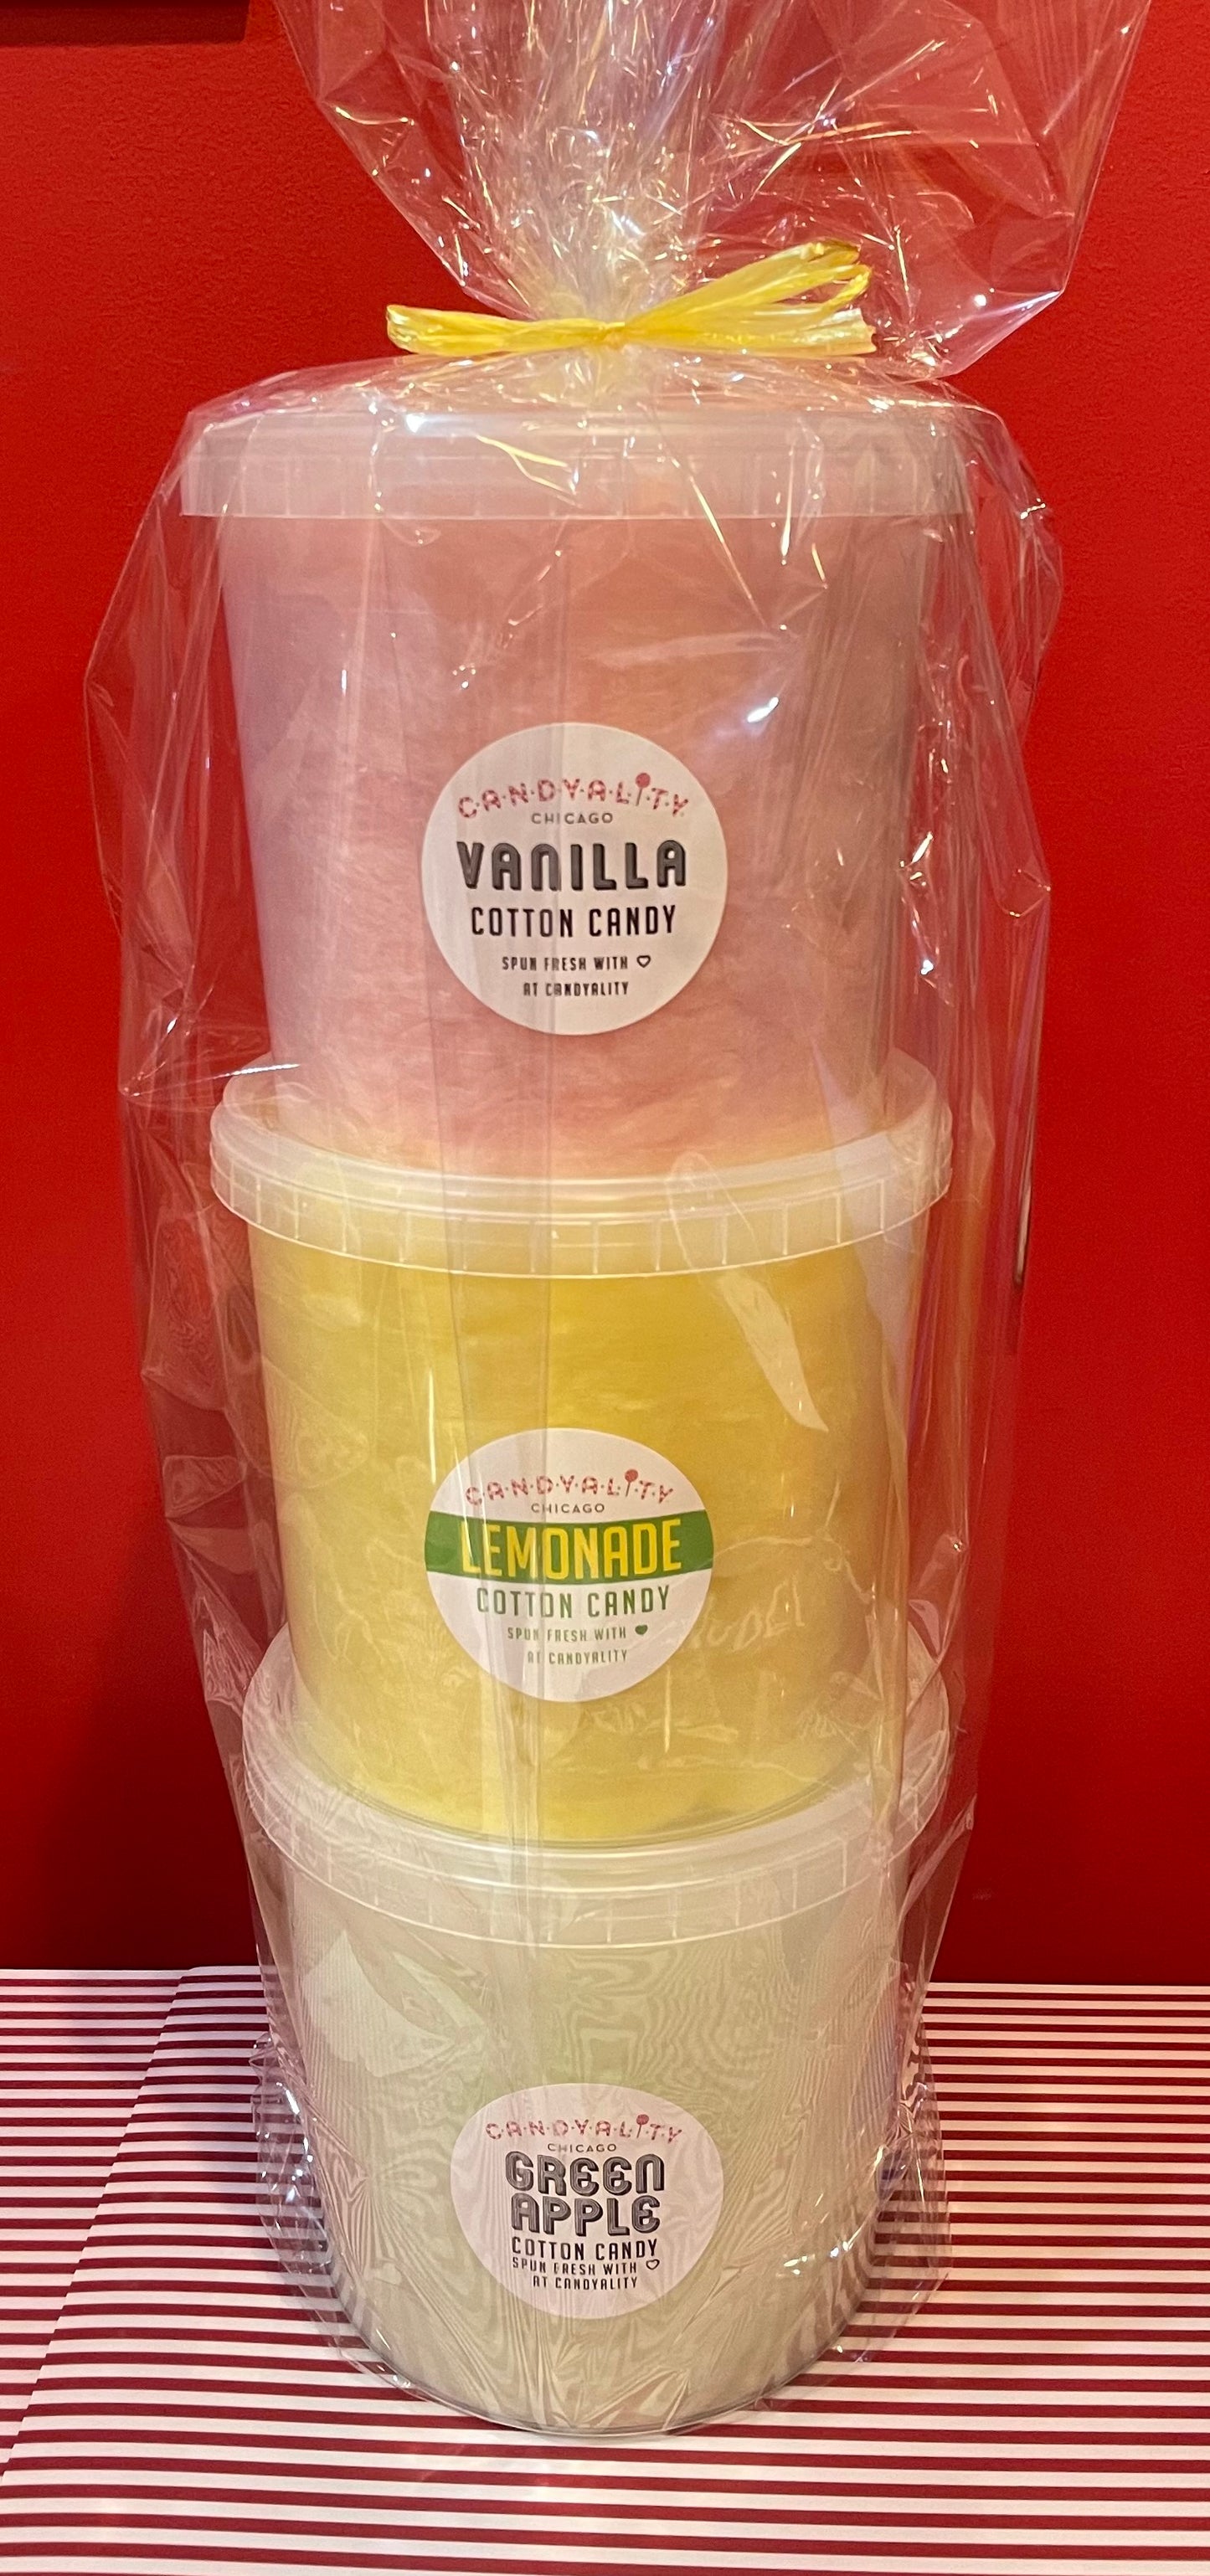 CANDYALITY
CHICAGO
VANILLA
COTTON CANDY
SPUN FRESH WITH
AT CANDYALITY
CANDYALITY
CHICAGO
LEMONADE
COTTON CANDY
SPUN FRESH WITH
AT CANDYALITY
CANDYALITY
CHICAGO
GREEN
APPLE
COTTON CANDY
SPUN FRESH WITH
AT CANDYALITY